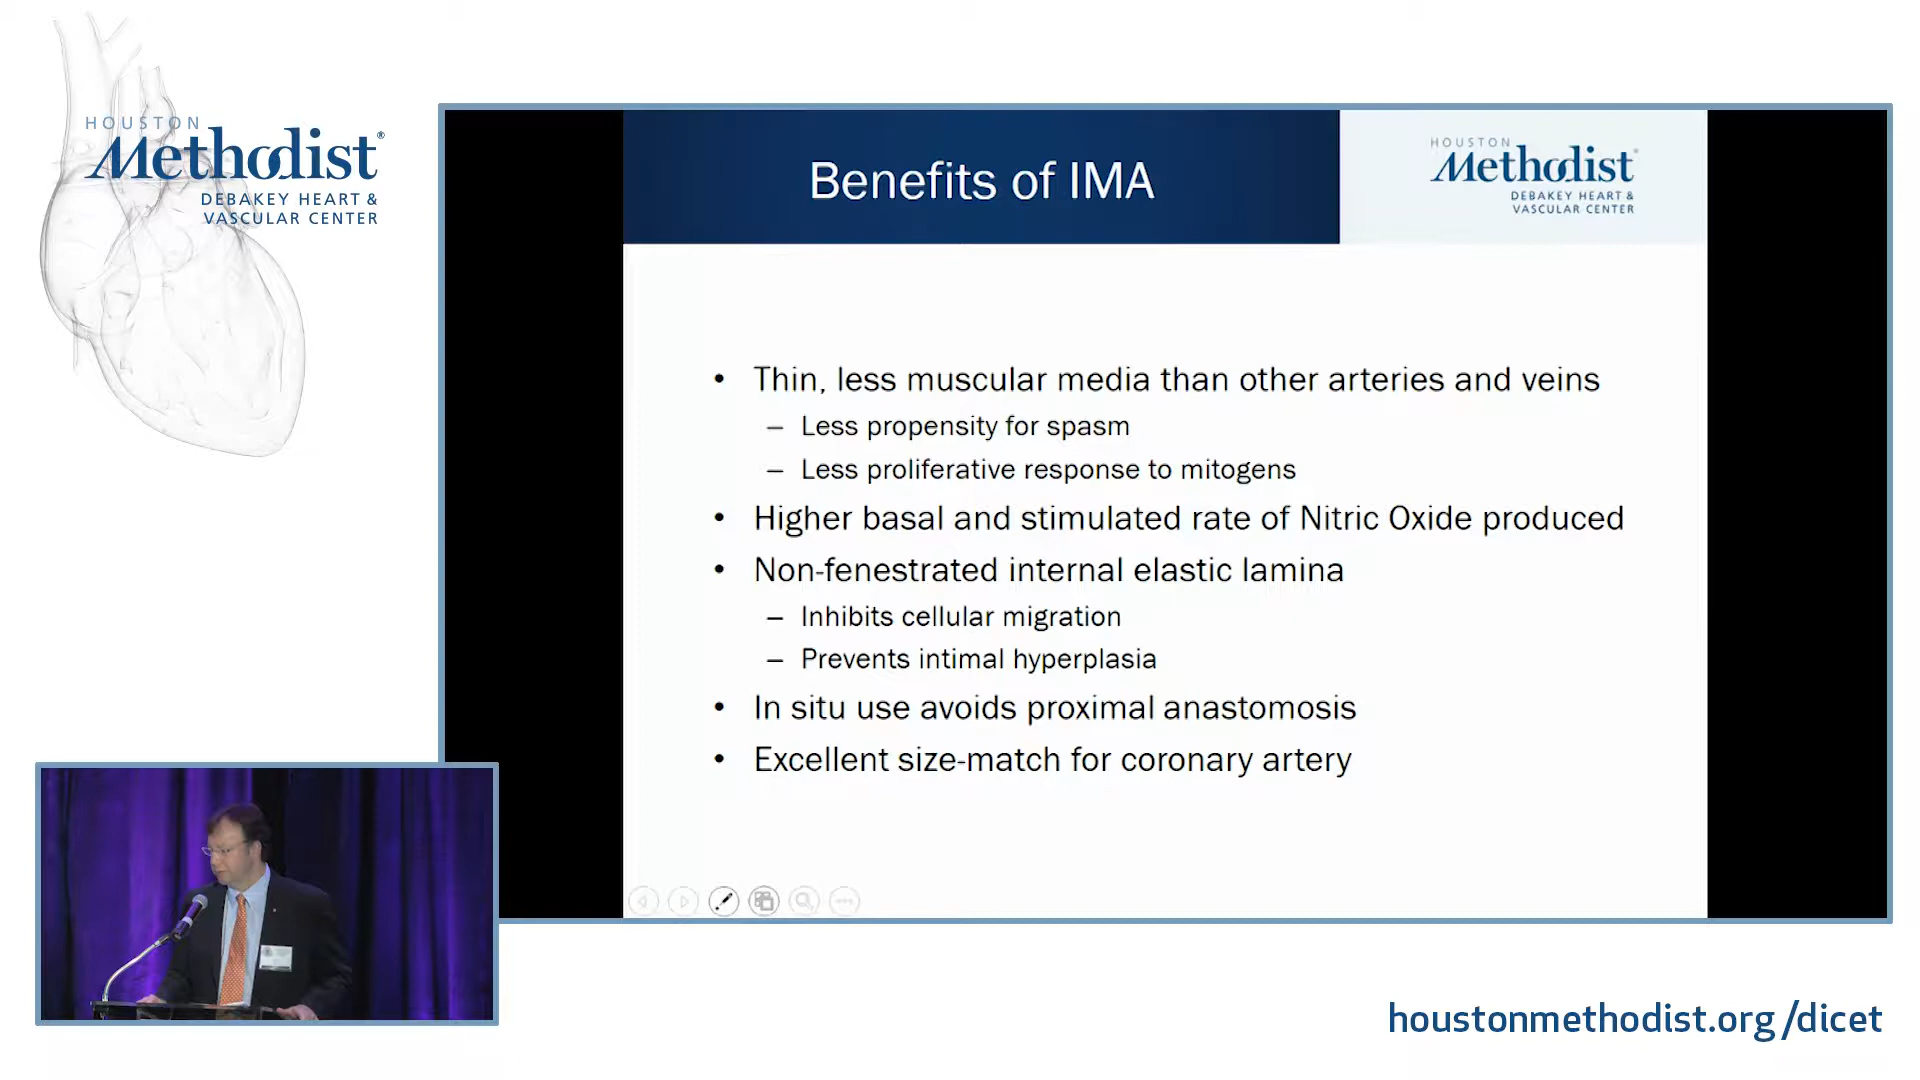 HOUSTON
Methodist®
DEBAKEY HEART &
VASCULAR CENTER
Benefits of IMA
HOUSTON
Methodist
DEBAKEY HEART &
VASCULAR CENTER
• Thin, less muscular media than other arteries and veins
– Less propensity for spasm
– Less proliferative response to mitogens
• Higher basal and stimulated rate of Nitric Oxide produced
• Non-fenestrated internal elastic lamina
– Inhibits cellular migration
– Prevents intimal hyperplasia
• In situ use avoids proximal anastomosis
• Excellent size-match for coronary artery
houstonmethodist.org/dicet